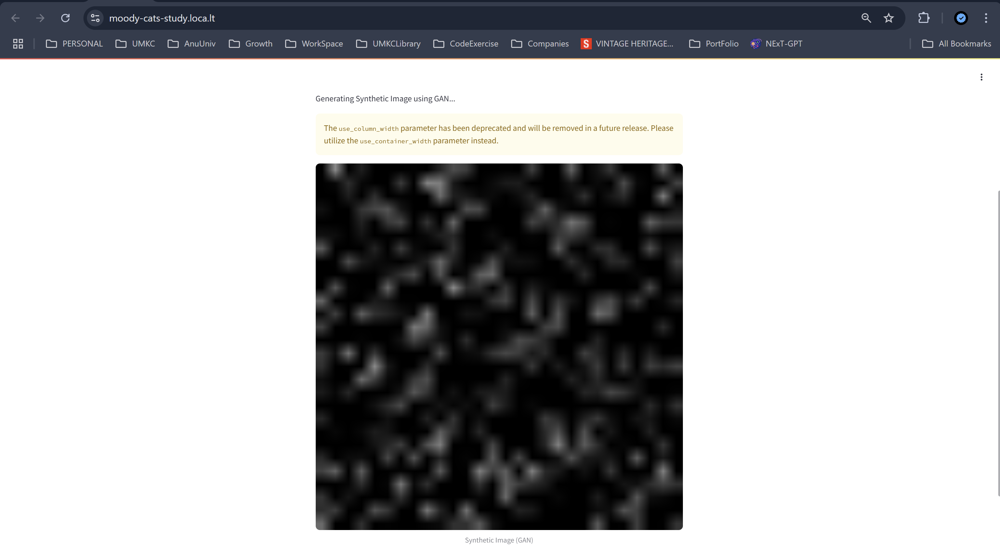 moody-cats-study.loca.lt
PERSONAL UMKC AnuUniv Growth WorkSpace UMKCLibrary CodeExercise Companies S VINTAGE HERITAGE... PortFolio NExT-GPT All Bookmarks
Generating Synthetic Image using GAN...
The use_column_width parameter has been deprecated and will be removed in a future release. Please
utilize the use_container_width parameter instead.
Synthetic Image (GAN)